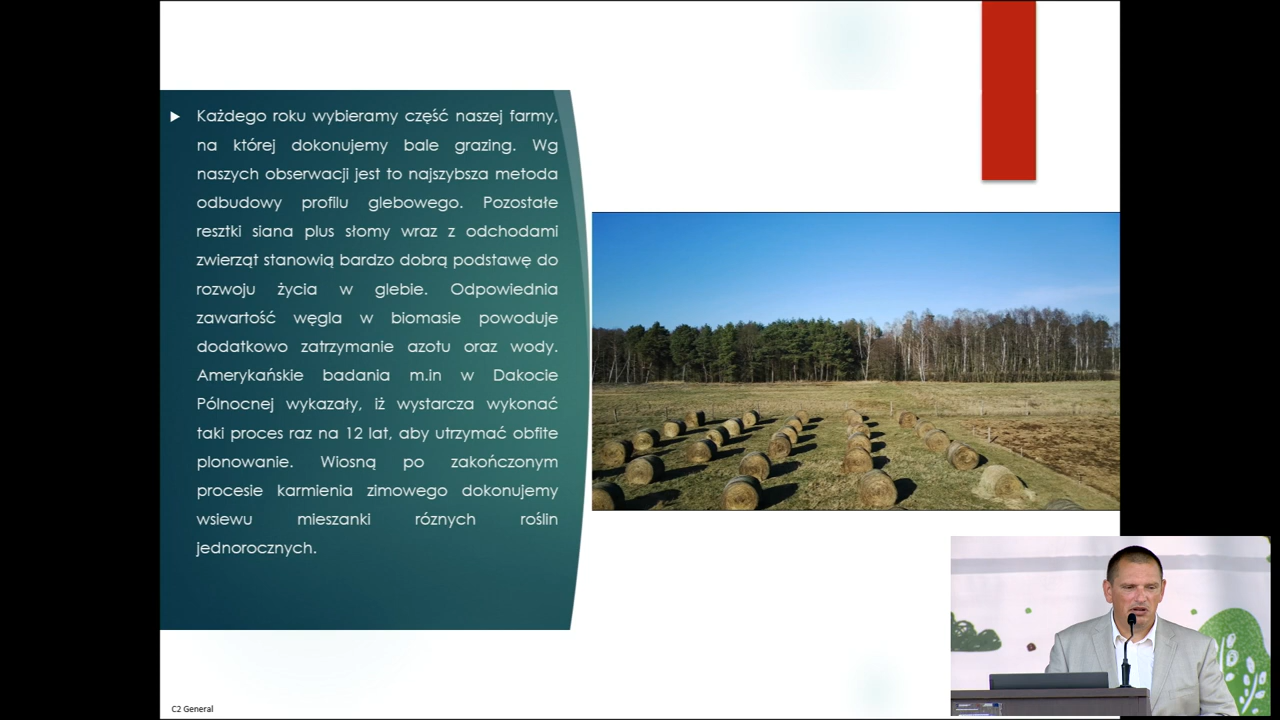 Każdego roku wybieramy część naszej farmy,
na której dokonujemy bale grazing. Wg
naszych obserwacji jest to najszybsza metoda
odbudowy profilu glebowego. Pozostałe
resztki siana plus słomy wraz z odchodami
zwierząt stanowią bardzo dobrą podstawę do
rozwoju życia w glebie. Odpowiednia
zawartość węgla w biomasie powoduje
dodatkowo zatrzymanie azotu oraz wody.
Amerykańskie badania m.in w Dakocie
Północnej wykazały, iż wystarcza wykonać
taki proces raz na 12 lat, aby utrzymać obfite
plonowanie. Wiosną po zakończonym
procesie karmienia zimowego dokonujemy
wsiewu mieszanki róznych roślin
jednorocznych.
C2 General